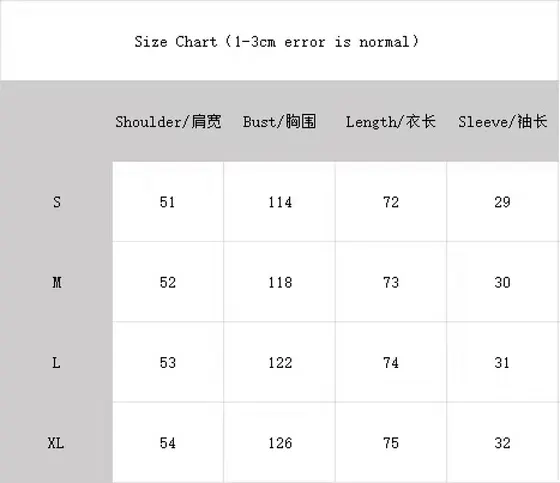 Size Chart（1-3cm error is normal）
Shoulder/肩宽 Bust/胸围 Length/衣长 Sleeve/袖长
S 51 114 72 29
M 52 118 73 30
L 53 122 74 31
XL 54 126 75 32